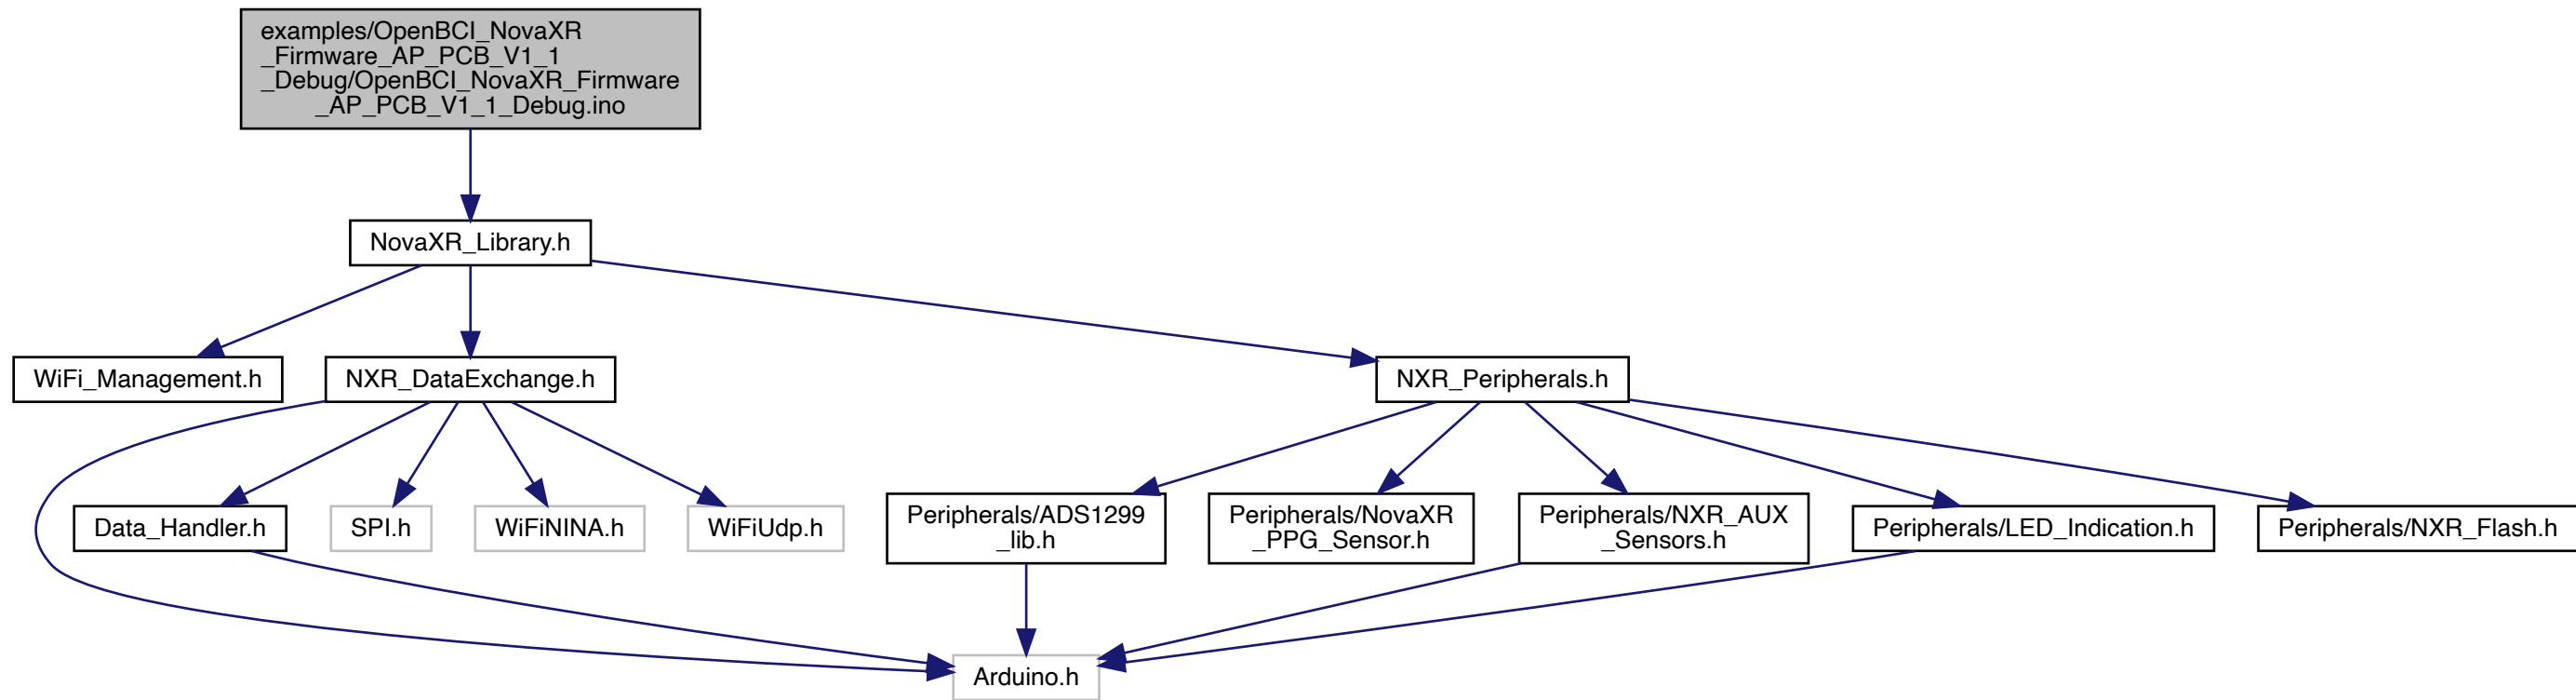 examples/OpenBCI_NovaXR
_Firmware_AP_PCB_V1_1
_Debug/OpenBCI_NovaXR_Firmware
_AP_PCB_V1_1_Debug.ino
NovaXR_Library.h
WiFi_Management.h
NXR_DataExchange.h
NXR_Peripherals.h
Data_Handler.h
SPI.h
WiFiNINA.h
WiFiUdp.h
Peripherals/ADS1299
_lib.h
Peripherals/NovaXR
_PPG_Sensor.h
Peripherals/NXR_AUX
_Sensors.h
Peripherals/LED_Indication.h
Peripherals/NXR_Flash.h
Arduino.h